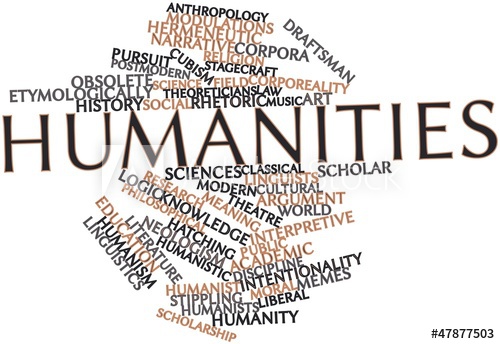 ANTHROPOLOGY
MODULATIONS
HERMENEUTIC
DRAFTSMAN
NARRATIVE CORPORA
RELIGION
PURSUIT CUBISM STAGECRAFT
POSTMODERN
OBSOLETE SCIENCE FIELD CORPOREALITY
ETYMOLOGICALLY THEORETICIANS LAW
HISTORY SOCIAL RHETORIC MUSIC ART
HUMANITIES
SCIENCES CLASSICAL SCHOLAR
LINGUISTS
LOGIC RESEARCH MODERN CULTURAL
PHILOSOPHICAL KNOWLEDGE MEANING THEATRE ARGUMENT
WORLD
EDUCATION HATCHING INTERPRETIVE
LINGUISTICS HUMANISM LITERATURE NEOLOGISM PUBLIC
HUMANISTIC ACADEMIC
DISCIPLINE
INTENTIONALITY
HUMANIST MORAL MEMES
STIPPLING LIBERAL
HUMANISTS
SCHOLARSHIP HUMANITY
#47877503